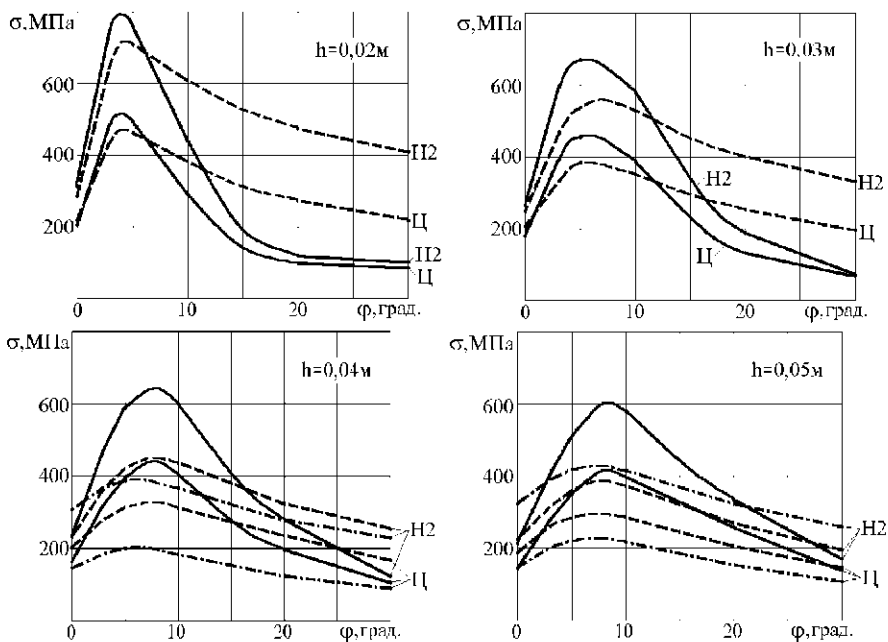 σ,МПа
h=0,02м
600
400
200
Н2
Ц
Н2
Ц
0
10
20
φ,град.
σ,МПа
h=0,03м
600
400
200
Н2
Н2
Ц
Ц
0
10
20
φ,град.
σ,МПа
h=0,04м
600
400
200
Н2
Ц
0
10
20
φ,град.
σ,МПа
h=0,05м
600
400
200
Н2
Ц
0
10
20
φ,град.